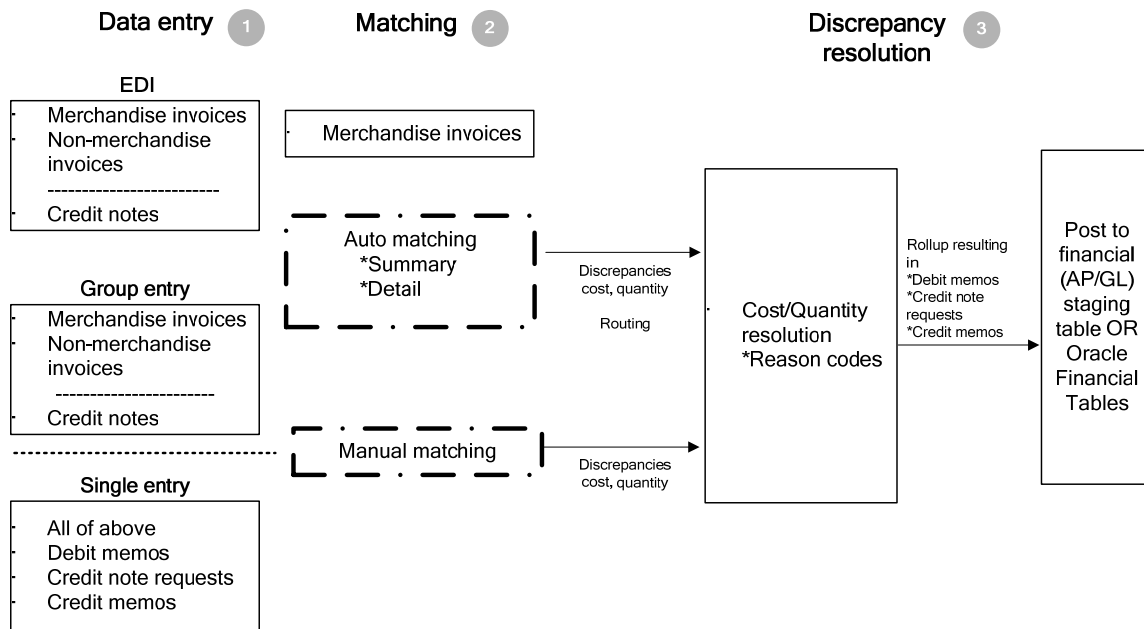 Data entry 1
Matching 2
Discrepancy
resolution 3
EDI
Merchandise invoices
Non-merchandise
invoices
-------------------------
Credit notes
Group entry
Merchandise invoices
Non-merchandise
invoices
-----------------------
Credit notes
Single entry
All of above
Debit memos
Credit note requests
Credit memos
Merchandise invoices
Auto matching
*Summary
*Detail
Manual matching
Discrepancies
cost, quantity
Routing
Discrepancies
cost, quantity
Cost/Quantity
resolution
*Reason codes
Rollup resulting
in
*Debit memos
*Credit note
requests
*Credit memos
Post to
financial
(AP/GL)
staging
table OR
Oracle
Financial
Tables